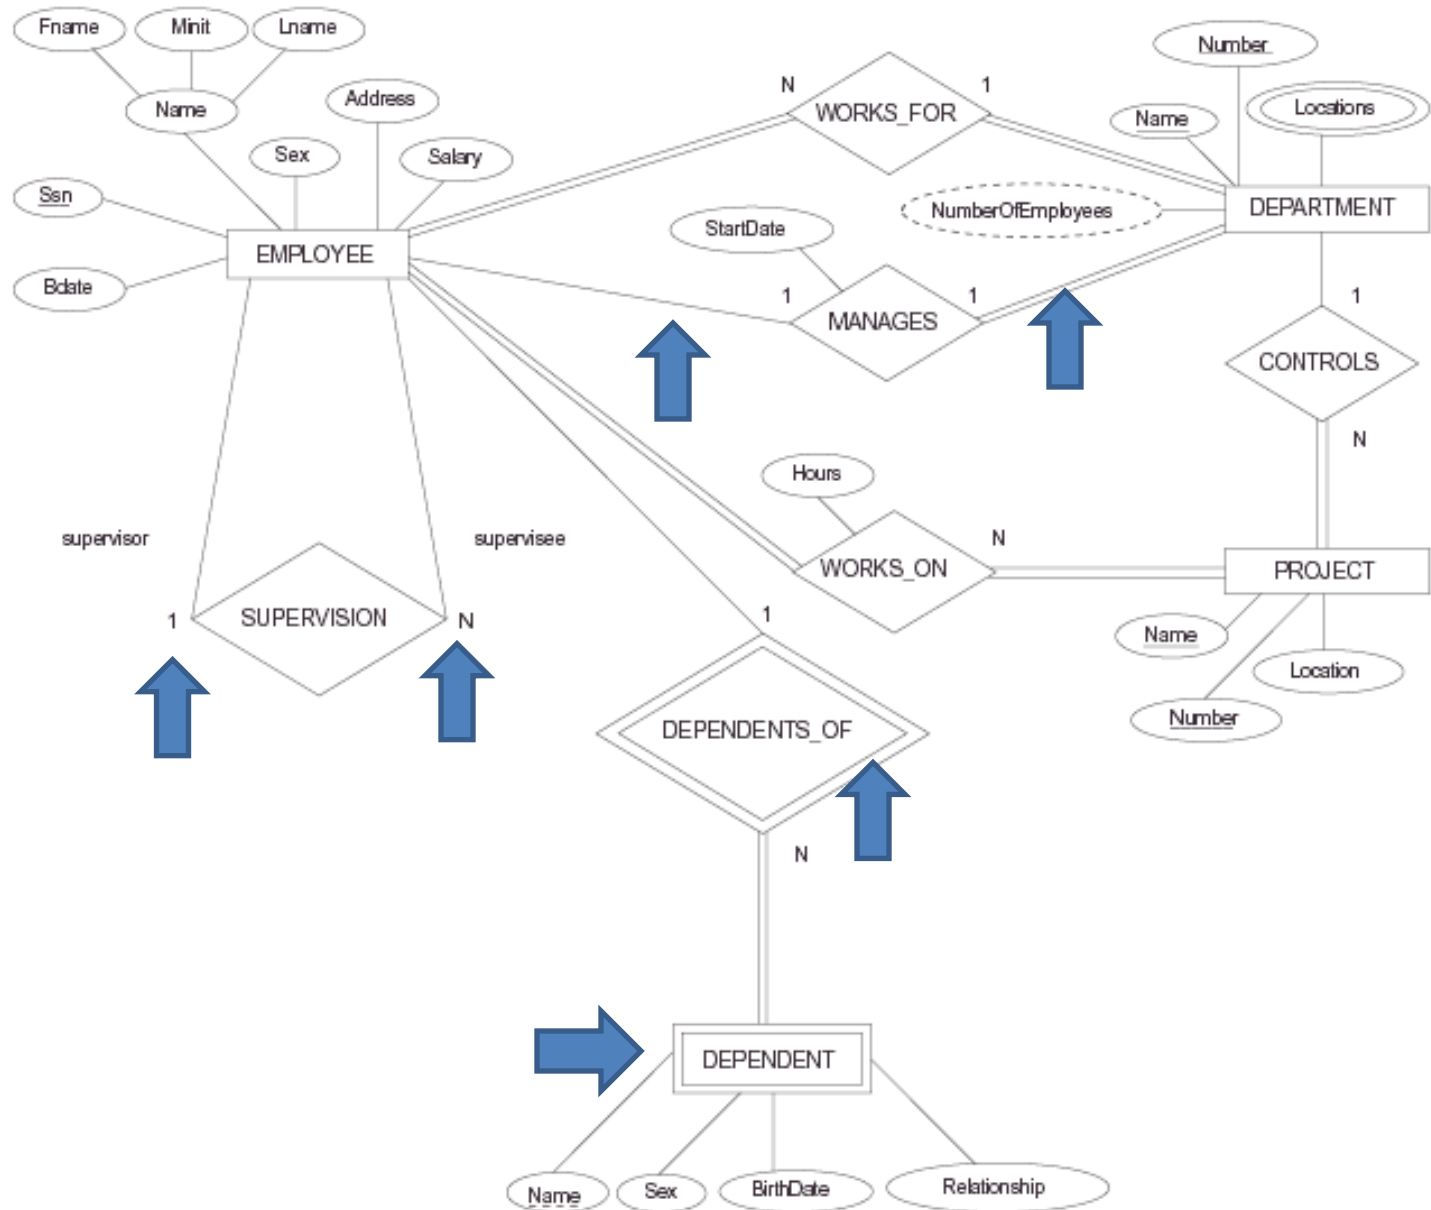 Fname
Minit
Lname
Number
Name
Address
N
1
WORKS_FOR
Name
Locations
Sex
Salary
Ssn
NumberOfEmployees
DEPARTMENT
StartDate
EMPLOYEE
Bdate
1
1
1
MANAGES
CONTROLS
N
Hours
supervisor
supervisee
N
WORKS_ON
PROJECT
1
SUPERVISION
N
1
Name
Location
Number
DEPENDENTS_OF
N
DEPENDENT
Name
Sex
BirthDate
Relationship